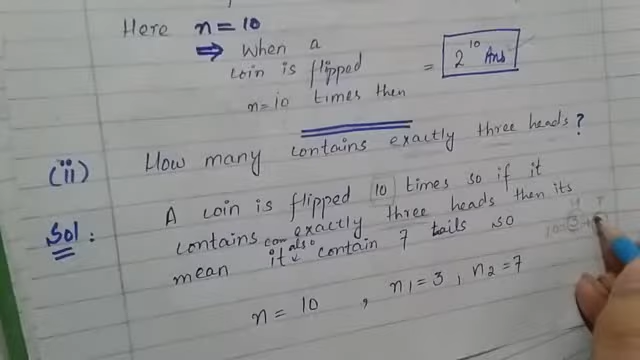 Here n = 10
⇒ When a
coin is flipped
n=10 times then
= 2^10 Ans
(ii) How many contains exactly three heads?
Sol: A coin is flipped 10 times so if it
contains exactly three heads then its
mean it also contain 7 tails so
H T
10 = 3 +
n = 10 , n1 = 3 , n2 = 7